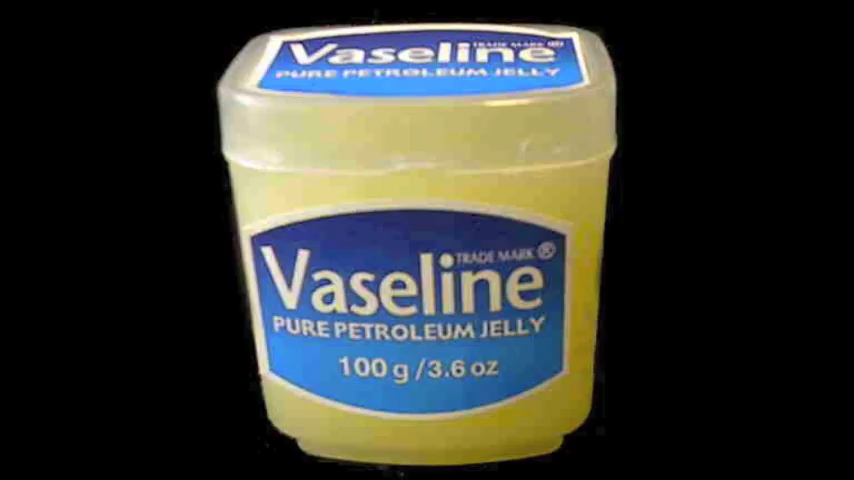 Vaseline
TRADE MARK ®
PURE PETROLEUM JELLY
Vaseline
TRADE MARK ®
PURE PETROLEUM JELLY
100 g / 3.6 oz